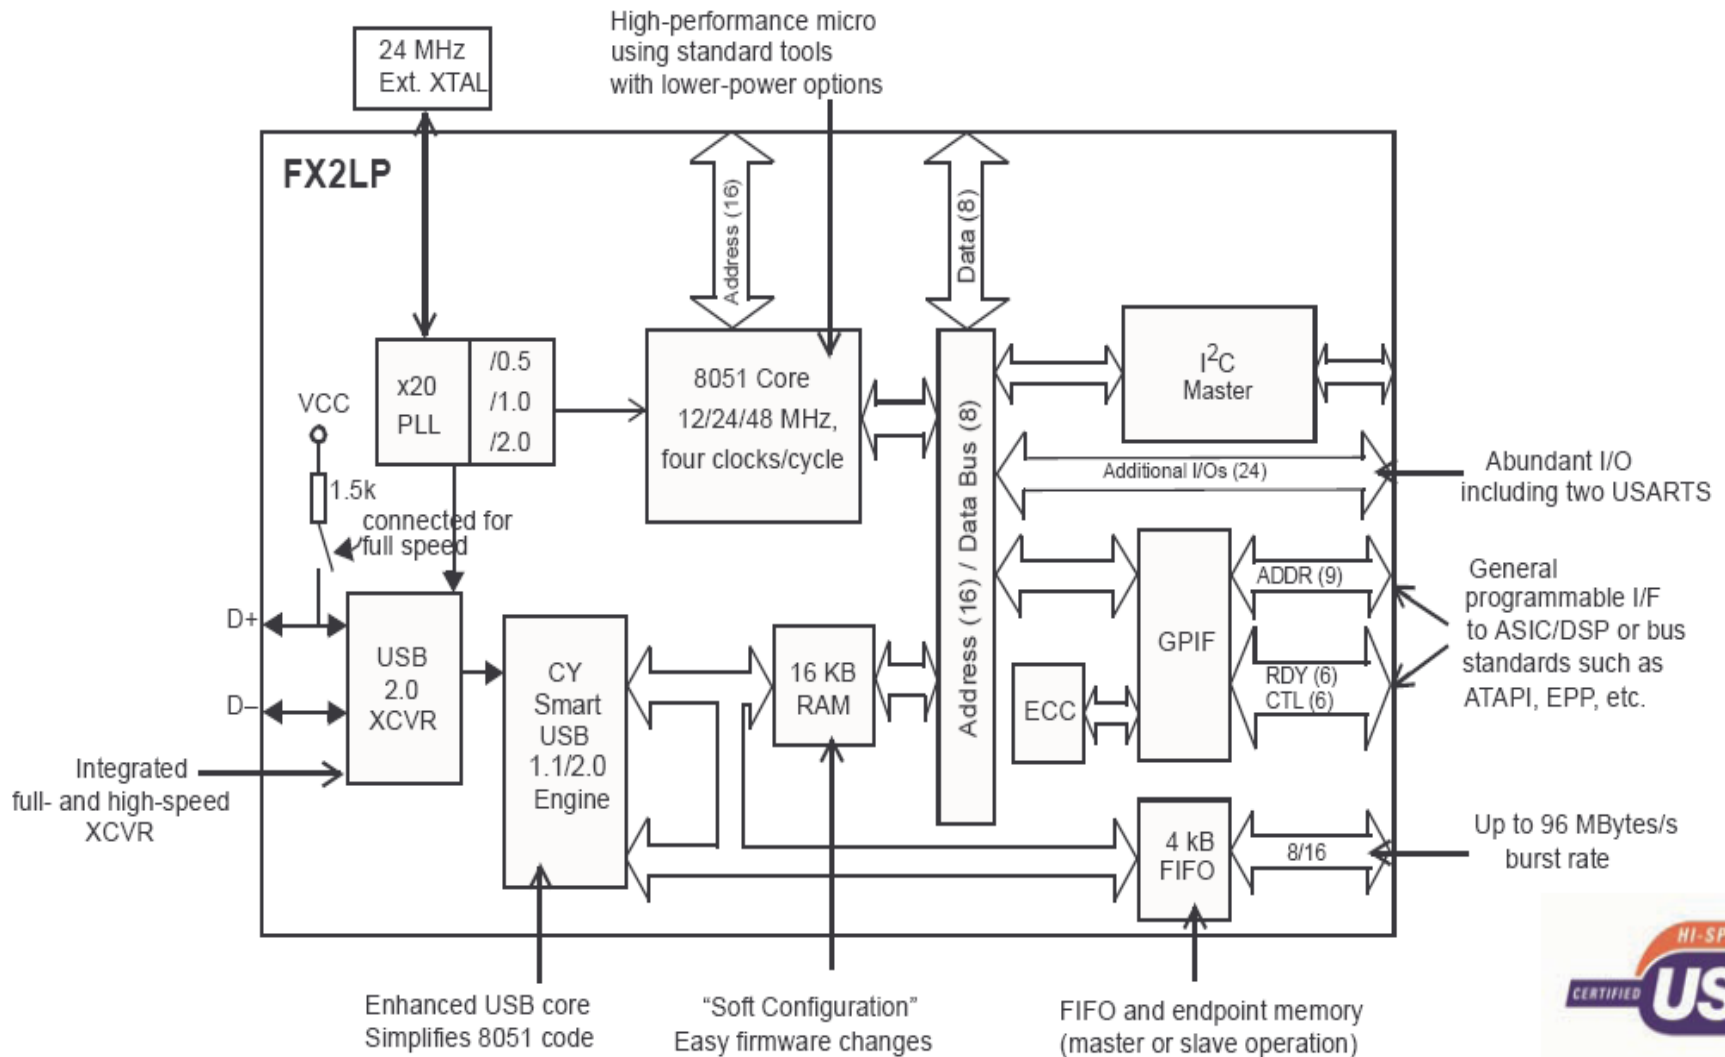 High-performance micro
using standard tools
with lower-power options
24 MHz
Ext. XTAL
FX2LP
Address (16)
Data (8)
x20
PLL
/0.5
/1.0
/2.0
8051 Core
12/24/48 MHz,
four clocks/cycle
I²C
Master
VCC
1.5k
connected for
full speed
Additional I/Os (24)
Abundant I/O
including two USARTS
Address (16) / Data Bus (8)
ADDR (9)
GPIF
RDY (6)
CTL (6)
General
programmable I/F
to ASIC/DSP or bus
standards such as
ATAPI, EPP, etc.
D+
D–
USB
2.0
XCVR
CY
Smart
USB
1.1/2.0
Engine
16 KB
RAM
ECC
Integrated
full- and high-speed
XCVR
4 kB
FIFO
8/16
Up to 96 MBytes/s
burst rate
Enhanced USB core
Simplifies 8051 code
“Soft Configuration”
Easy firmware changes
FIFO and endpoint memory
(master or slave operation)
HI-SP
CERTIFIED
US